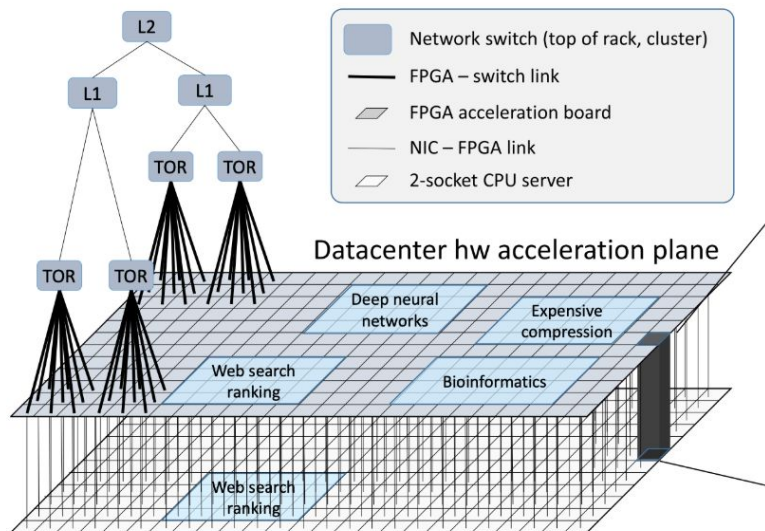 L2
L1
L1
TOR
TOR
TOR
TOR
Network switch (top of rack, cluster)
FPGA – switch link
FPGA acceleration board
NIC – FPGA link
2-socket CPU server
Datacenter hw acceleration plane
Deep neural
networks
Expensive
compression
Web search
ranking
Bioinformatics
Web search
ranking